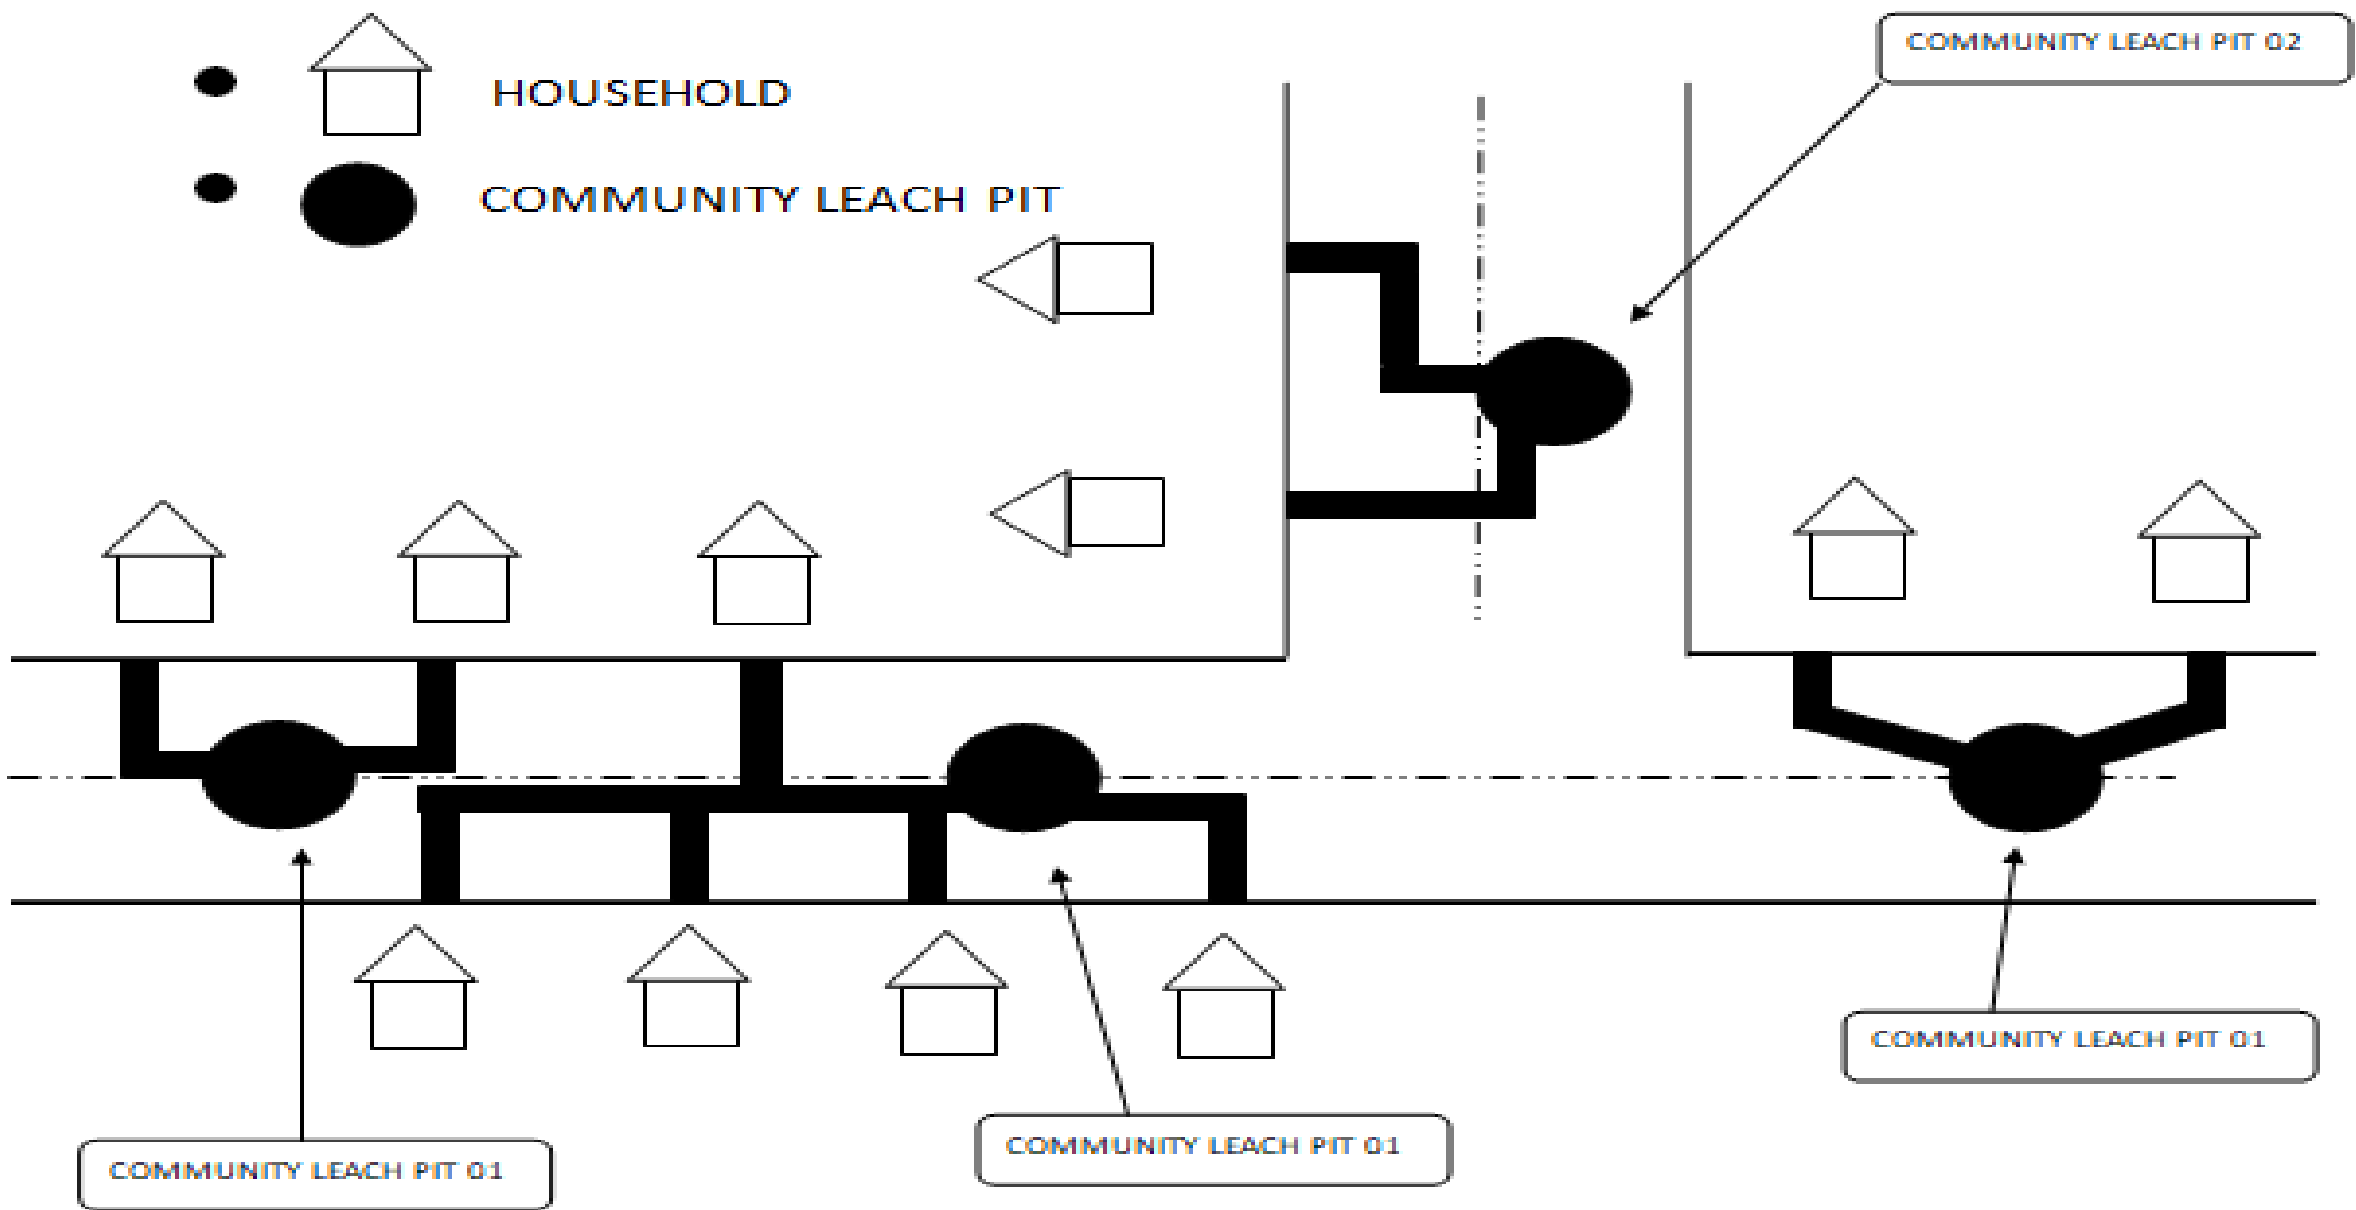 COMMUNITY LEACH PIT 02
HOUSEHOLD
COMMUNITY LEACH PIT
COMMUNITY LEACH PIT 01
COMMUNITY LEACH PIT 01
COMMUNITY LEACH PIT 01